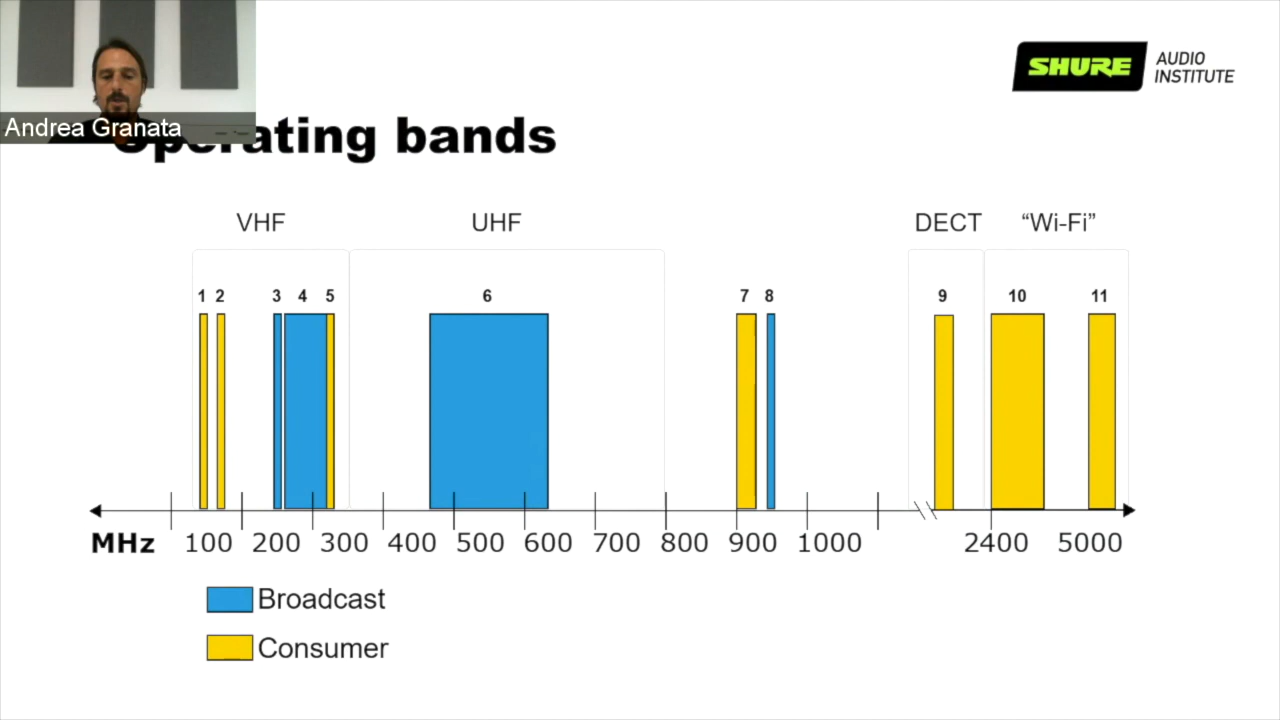 Andrea Granata
Operating bands
SHURE AUDIO
INSTITUTE
VHF UHF DECT “Wi-Fi”
1 2 3 4 5 6 7 8 9 10 11
MHz 100 200 300 400 500 600 700 800 900 1000 2400 5000
Broadcast
Consumer